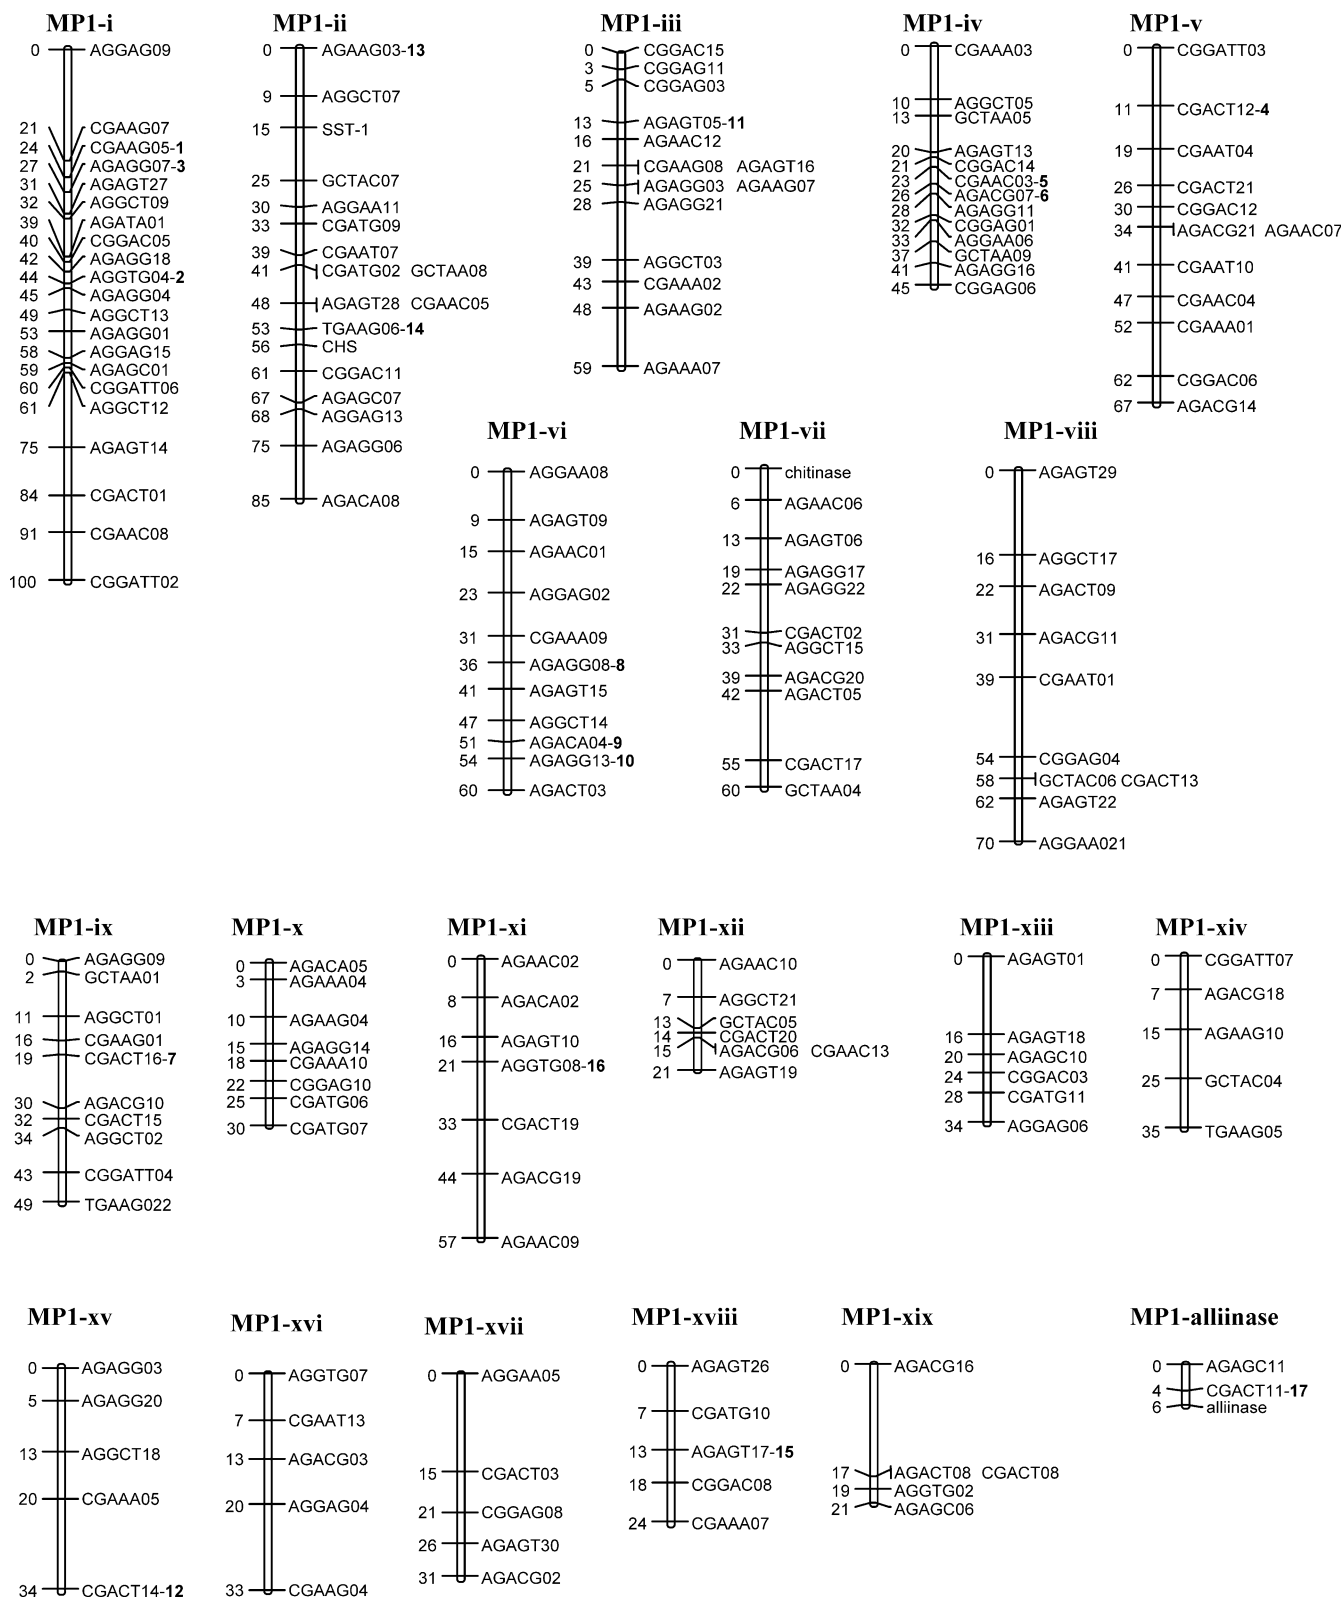 MP1-i
0 AGGAG09
21 CGAAG07
24 CGAAG05-1
27 AGAGG07-3
31 AGAGT27
32 AGGCT09
39 AGATA01
40 CGGAC05
42 AGAGG18
44 AGGTG04-2
45 AGAGG04
49 AGGCT13
53 AGAGG01
58 AGGAG15
59 AGAGC01
60 CGGATT06
61 AGGCT12
75 AGAGT14
84 CGACT01
91 CGAAC08
100 CGGATT02
MP1-ii
0 AGAAG03-13
9 AGGCT07
15 SST-1
25 GCTAC07
30 AGGAA11
33 CGATG09
39 CGAAT07
41 CGATG02 GCTAA08
48 AGAGT28 CGAAC05
53 TGAAG06-14
56 CHS
61 CGGAC11
67 AGAGC07
68 AGGAG13
75 AGAGG06
85 AGACA08
MP1-iii
0 CGGAC15
3 CGGAG11
5 CGGAG03
13 AGAGT05-11
16 AGAAC12
21 CGAAG08 AGAGT16
25 AGAGG03 AGAAG07
28 AGAGG21
39 AGGCT03
43 CGAAA02
48 AGAAG02
59 AGAAA07
MP1-iv
0 CGAAA03
10 AGGCT05
13 GCTAA05
20 AGAGT13
21 CGGAC14
23 CGAAC03-5
26 AGACG07-6
28 AGAGG11
32 CGGAG01
33 AGGAA06
37 GCTAA09
41 AGAGG16
45 CGGAG06
MP1-v
0 CGGATT03
11 CGACT12-4
19 CGAAT04
26 CGACT21
30 CGGAC12
34 AGACG21 AGAAC07
41 CGAAT10
47 CGAAC04
52 CGAAA01
62 CGGAC06
67 AGACG14
MP1-vi
0 AGGAA08
9 AGAGT09
15 AGAAC01
23 AGGAG02
31 CGAAA09
36 AGAGG08-8
41 AGAGT15
47 AGGCT14
51 AGACA04-9
54 AGAGG13-10
60 AGACT03
MP1-vii
0 chitinase
6 AGAAC06
13 AGAGT06
19 AGAGG17
22 AGAGG22
31 CGACT02
33 AGGCT15
39 AGACG20
42 AGACT05
55 CGACT17
60 GCTAA04
MP1-viii
0 AGAGT29
16 AGGCT17
22 AGACT09
31 AGACG11
39 CGAAT01
54 CGGAG04
58 GCTAC06 CGACT13
62 AGAGT22
70 AGGAA021
MP1-ix
0 AGAGG09
2 GCTAA01
11 AGGCT01
16 CGAAG01
19 CGACT16-7
30 AGACG10
32 CGACT15
34 AGGCT02
43 CGGATT04
49 TGAAG022
MP1-x
0 AGACA05
3 AGAAA04
10 AGAAG04
15 AGAGG14
18 CGAAA10
22 CGGAG10
25 CGATG06
30 CGATG07
MP1-xi
0 AGAAC02
8 AGACA02
16 AGAGT10
21 AGGTG08-16
33 CGACT19
44 AGACG19
57 AGAAC09
MP1-xii
0 AGAAC10
7 AGGCT21
13 GCTAC05
14 CGACT20
15 AGACG06 CGAAC13
21 AGAGT19
MP1-xiii
0 AGAGT01
16 AGAGT18
20 AGAGC10
24 CGGAC03
28 CGATG11
34 AGGAG06
MP1-xiv
0 CGGATT07
7 AGACG18
15 AGAAG10
25 GCTAC04
35 TGAAG05
MP1-xv
0 AGAGG03
5 AGAGG20
13 AGGCT18
20 CGAAA05
34 CGACT14-12
MP1-xvi
0 AGGTG07
7 CGAAT13
13 AGACG03
20 AGGAG04
33 CGAAG04
MP1-xvii
0 AGGAA05
15 CGACT03
21 CGGAG08
26 AGAGT30
31 AGACG02
MP1-xviii
0 AGAGT26
7 CGATG10
13 AGAGT17-15
18 CGGAC08
24 CGAAA07
MP1-xix
0 AGACG16
17 AGACT08 CGACT08
19 AGGTG02
21 AGAGC06
MP1-alliinase
0 AGAGC11
4 CGACT11-17
6 alliinase